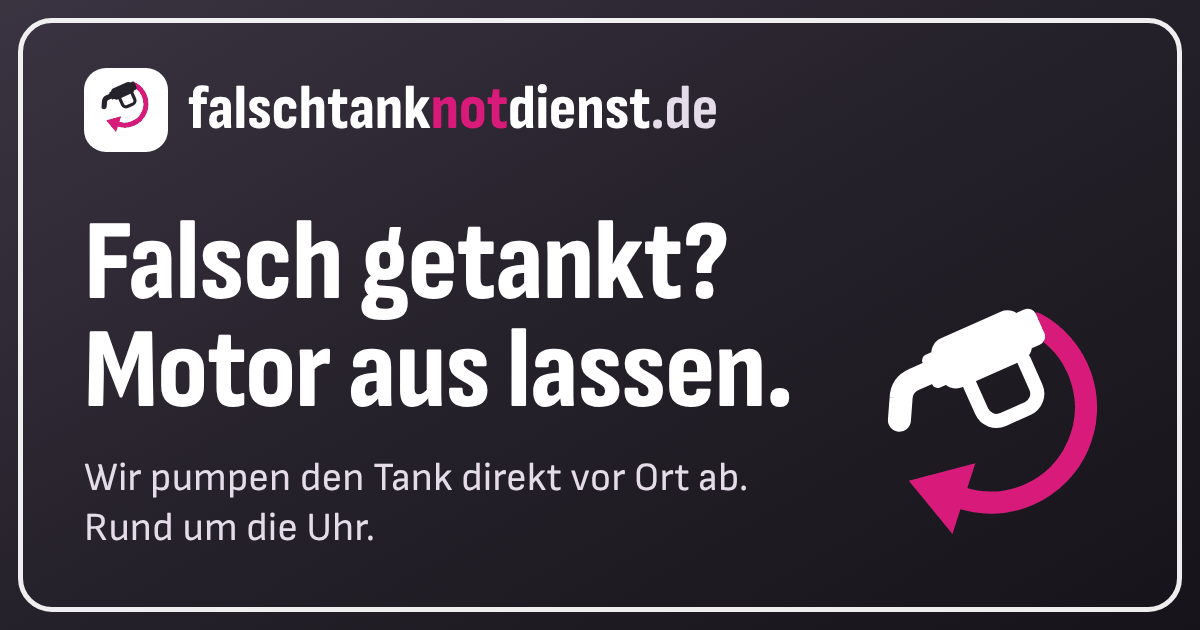 falschtanknotdienst.de
Falsch getankt?
Motor aus lassen.
Wir pumpen den Tank direkt vor Ort ab.
Rund um die Uhr.